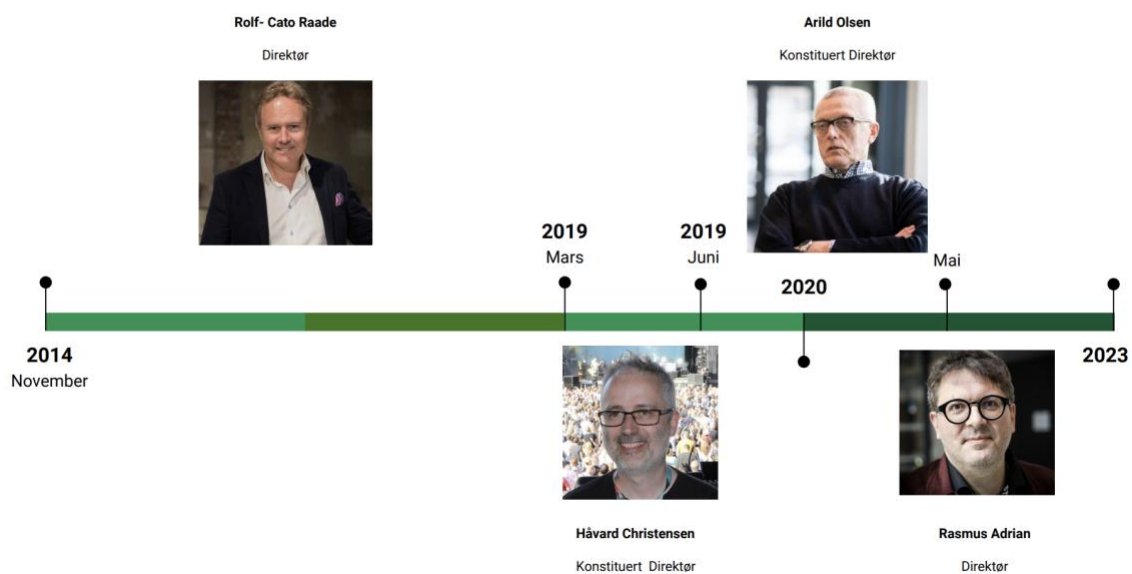 Rolf- Cato Raade
Direktør
Arild Olsen
Konstituert Direktør
2019
Mars
2019
Juni
Mai
2020
2014
November
2023
Håvard Christensen
Konstituert Direktør
Rasmus Adrian
Direktør